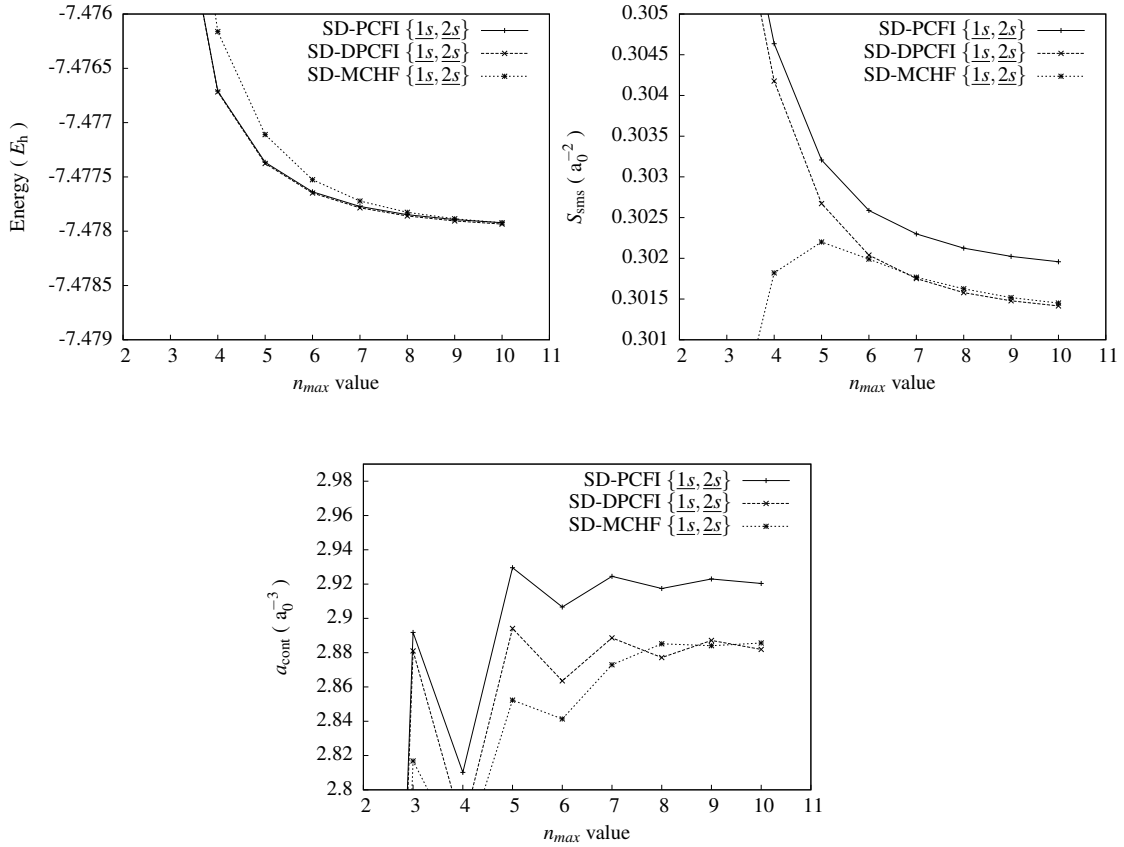 -7.476
-7.4765
-7.477
-7.4775
-7.478
-7.4785
-7.479
Energy ( E_h )
2 3 4 5 6 7 8 9 10 11
n_max value
SD-PCFI {1s, 2s}
SD-DPCFI {1s, 2s}
SD-MCHF {1s, 2s}
0.305
0.3045
0.304
0.3035
0.303
0.3025
0.302
0.3015
0.301
S_sms ( a_0^−2 )
2 3 4 5 6 7 8 9 10 11
n_max value
SD-PCFI {1s, 2s}
SD-DPCFI {1s, 2s}
SD-MCHF {1s, 2s}
2.98
2.96
2.94
2.92
2.9
2.88
2.86
2.84
2.82
2.8
a_cont ( a_0^−3 )
2 3 4 5 6 7 8 9 10 11
n_max value
SD-PCFI {1s, 2s}
SD-DPCFI {1s, 2s}
SD-MCHF {1s, 2s}